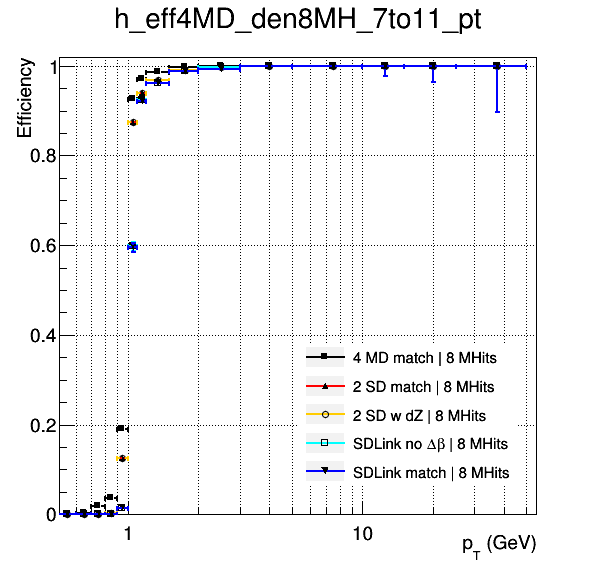 h_eff4MD_den8MH_7to11_pt
Efficiency
1
0.8
0.6
0.4
0.2
0
4 MD match | 8 MHits
2 SD match | 8 MHits
2 SD w dZ | 8 MHits
SDLink no Δβ | 8 MHits
SDLink match | 8 MHits
1
10
p_T (GeV)